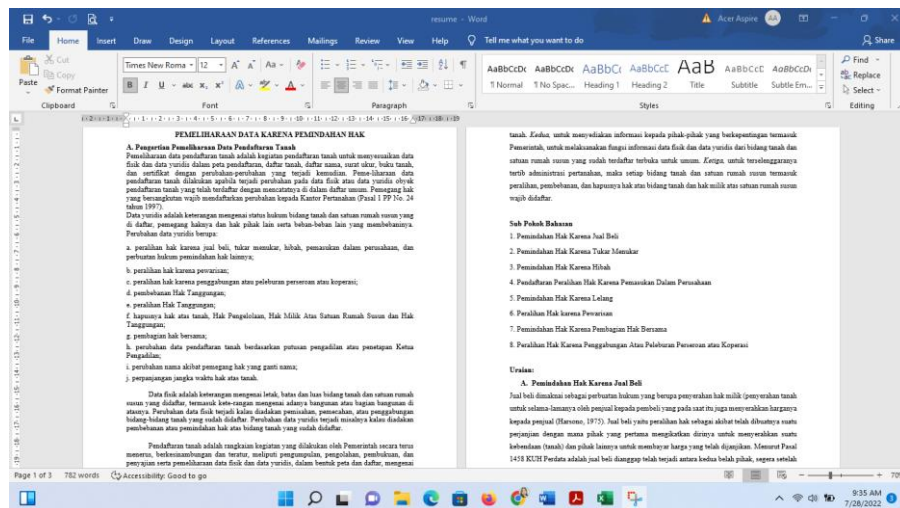 resume - Word
Acer Aspire
AA
File Home Insert Draw Design Layout References Mailings Review View Help Tell me what you want to do
Share
Paste
Cut
Copy
Format Painter
Times New Roma 12
AaBbCcDc AaBbCcDc AaBbC AaBbCcE AaB AaBbCcE AaBbCcDc
¶ Normal ¶ No Spac... Heading 1 Heading 2 Title Subtitle Subtle Em...
Find
Replace
Select
Clipboard Font Paragraph Styles Editing
PEMELIHARAAN DATA KARENA PEMINDAHAN HAK
A. Pengertian Pemeliharaan Data Pendaftaran Tanah
Pemeliharaan data pendaftaran tanah adalah kegiatan pendaftaran tanah untuk menyesuaikan data
fisik dan data yuridis dalam peta pendaftaran, daftar tanah, daftar nama, surat ukur, buku tanah,
dan sertifikat dengan perubahan-perubahan yang terjadi kemudian. Peme-liharaan data
pendaftaran tanah dilakukan apabila terjadi perubahan pada data fisik atau data yuridis obyek
pendaftaran tanah yang telah terdaftar dengan mencatatnya di dalam daftar umum. Pemegang hak
yang bersangkutan wajib mendaftarkan perubahan kepada Kantor Pertanahan (Pasal 1 PP No. 24
tahun 1997).
Data yuridis adalah keterangan mengenai status hukum bidang tanah dan satuan rumah susun yang
di daftar, pemegang haknya dan hak pihak lain serta beban-beban lain yang membebaninya.
Perubahan data yuridis berupa:
a. peralihan hak karena jual beli, tukar menukar, hibah, pemasukan dalam perusahaan, dan
perbuatan hukum pemindahan hak lainnya;
b. peralihan hak karena pewarisan;
c. peralihan hak karena penggabungan atau peleburan perseroan atau koperasi;
d. pembebanan Hak Tanggungan;
e. peralihan Hak Tanggungan;
f. hapusnya hak atas tanah, Hak Pengelolaan, Hak Milik Atas Satuan Rumah Susun dan Hak
Tanggungan;
g. pembagian hak bersama;
h. perubahan data pendaftaran tanah berdasarkan putusan pengadilan atau penetapan Ketua
Pengadilan;
i. perubahan nama akibat pemegang hak yang ganti nama;
j. perpanjangan jangka waktu hak atas tanah.
Data fisik adalah keterangan mengenai letak, batas dan luas bidang tanah dan satuan rumah
susun yang didaftar, termasuk kete-rangan mengenai adanya bangunan atau bagian bangunan di
atasnya. Perubahan data fisik terjadi kalau diadakan pemisahan, pemecahan, atau penggabungan
bidang-bidang tanah yang sudah didaftar. Perubahan data yuridis terjadi misalnya kalau diadakan
pembebanan atau pemindahan hak atas bidang tanah yang sudah didaftar.
Pendaftaran tanah adalah rangkaian kegiatan yang dilakukan oleh Pemerintah secara terus
menerus, berkesinambungan dan teratur, meliputi pengumpulan, pengolahan, pembukuan, dan
penyajian serta pemeliharaan data fisik dan data yuridis, dalam bentuk peta dan daftar, mengenai
tanah. Kedua, untuk menyediakan informasi kepada pihak-pihak yang berkepentingan termasuk
Pemerintah, untuk melaksanakan fungsi informasi data fisik dan data yuridis dari bidang tanah dan
satuan rumah susun yang sudah terdaftar terbuka untuk umum. Ketiga, untuk terselenggaranya
tertib administrasi pertanahan, maka setiap bidang tanah dan satuan rumah susun termasuk
peralihan, pembebanan, dan hapusnya hak atas bidang tanah dan hak milik atas satuan rumah susun
wajib didaftar.
Sub Pokok Bahasan
1. Pemindahan Hak Karena Jual Beli
2. Pemindahan Hak Karena Tukar Menukar
3. Pemindahan Hak Karena Hibah
4. Pendaftaran Peralihan Hak Karena Pemasukan Dalam Perusahaan
5. Pemindahan Hak Karena Lelang
6. Peralihan Hak karena Pewarisan
7. Pemindahan Hak Karena Pembagian Hak Bersama
8. Peralihan Hak Karena Penggabungan Atau Peleburan Perseroan atau Koperasi
Uraian:
A. Pemindahan Hak Karena Jual Beli
Jual beli dimaknai sebagai perbuatan hukum yang berupa penyerahan hak milik (penyerahan tanah
untuk selama-lamanya oleh penjual kepada pembeli yang pada saat itu juga menyerahkan harganya
kepada penjual (Harsono, 1975). Jual beli yaitu peralihan hak sebagai akibat telah dibuatnya suatu
perjanjian dengan mana pihak yang pertama mengikatkan dirinya untuk menyerahkan suatu
kebendaan (tanah) dan pihak lainnya untuk membayar harga yang telah dijanjikan. Menurut Pasal
1458 KUH Perdata adalah jual beli dianggap telah terjadi antara kedua belah pihak, segera setelah
Page 1 of 3 782 words Accessibility: Good to go
9:35 AM
7/28/2022